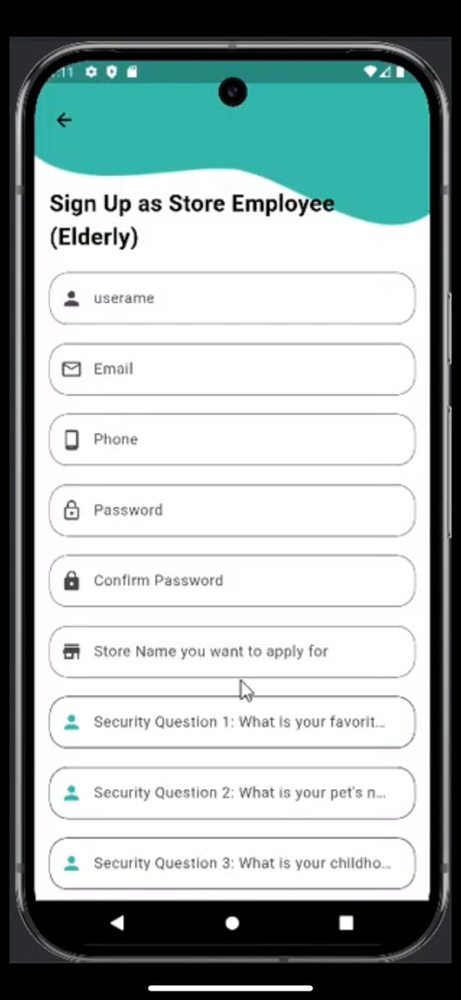 :11
Sign Up as Store Employee
(Elderly)
userame
Email
Phone
Password
Confirm Password
Store Name you want to apply for
Security Question 1: What is your favorit...
Security Question 2: What is your pet's n...
Security Question 3: What is your childho...